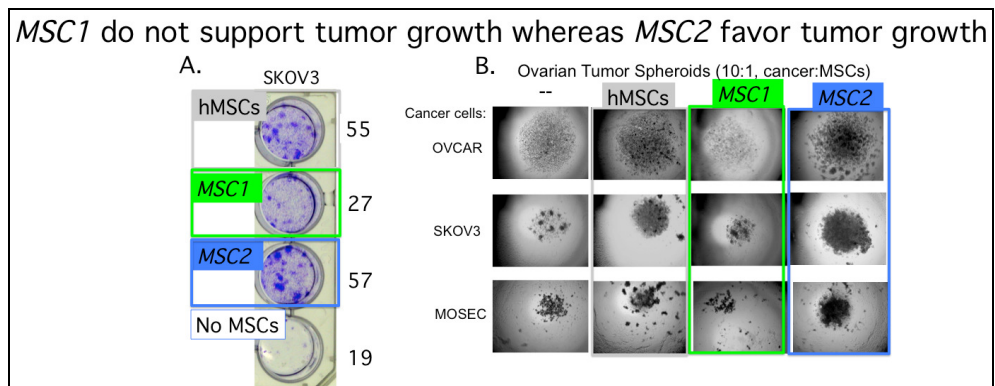 MSC1 do not support tumor growth whereas MSC2 favor tumor growth
A.
SKOV3
hMSCs
55
MSC1
27
MSC2
57
No MSCs
19
B.
Ovarian Tumor Spheroids (10:1, cancer:MSCs)
-- hMSCs MSC1 MSC2
Cancer cells:
OVCAR
SKOV3
MOSEC